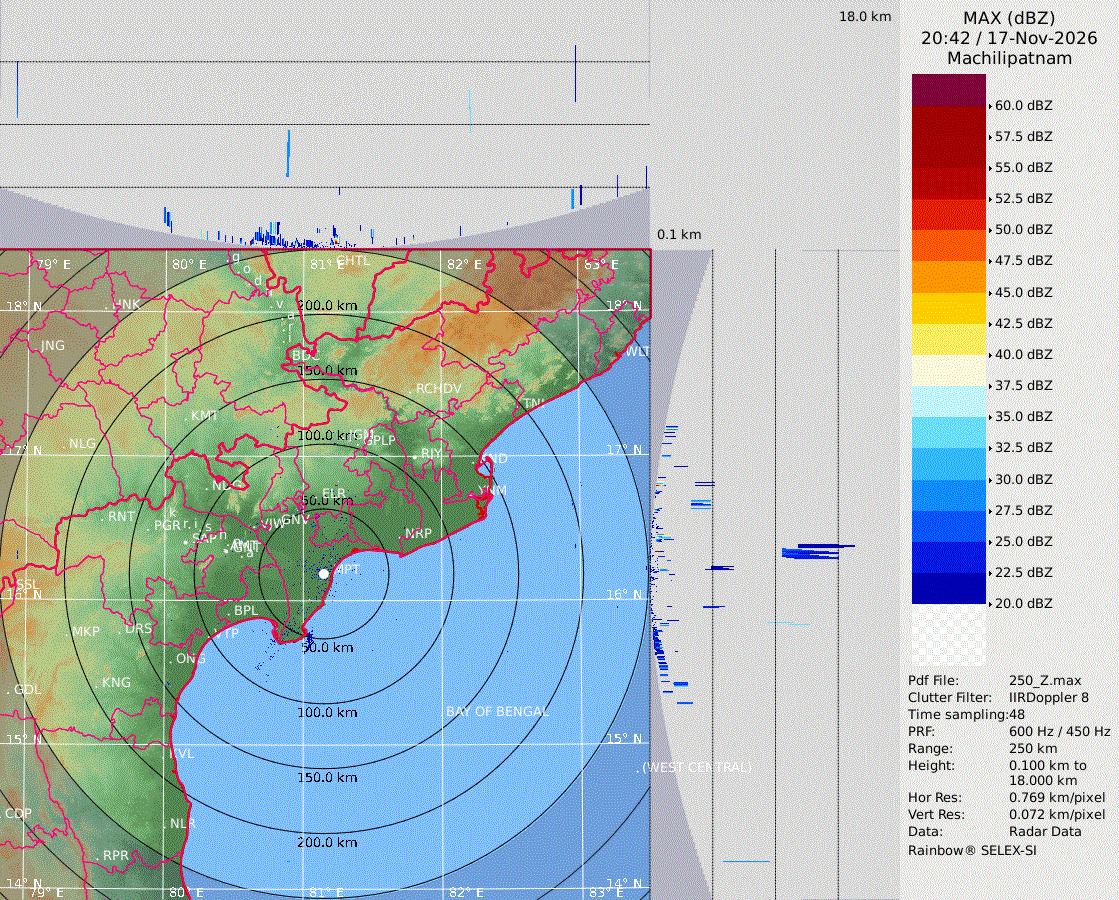 18.0 km
0.1 km
MAX (dBZ)
20:42 / 17-Nov-2026
Machilipatnam
60.0 dBZ
57.5 dBZ
55.0 dBZ
52.5 dBZ
50.0 dBZ
47.5 dBZ
45.0 dBZ
42.5 dBZ
40.0 dBZ
37.5 dBZ
35.0 dBZ
32.5 dBZ
30.0 dBZ
27.5 dBZ
25.0 dBZ
22.5 dBZ
20.0 dBZ
Pdf File: 250_Z.max
Clutter Filter: IIRDoppler 8
Time sampling:48
PRF: 600 Hz / 450 Hz
Range: 250 km
Height: 0.100 km to
18.000 km
Hor Res: 0.769 km/pixel
Vert Res: 0.072 km/pixel
Data: Radar Data
Rainbow® SELEX-SI
79° E 80° E 81° E 82° E 83° E
CHTL
200.0 km
18° N 18° N
JNG
BDC
150.0 km
WLT
RCHDV
TNI
KMT
100.0 km
NLG
GPLP
RJY
17° N 17° N
ELR
50.0 km
RNT
PGR
VJW
GNV
NRP
MPT
SSL
16° N 16° N
BPL
MKP
DRS
50.0 km
ONG
KNG
GDL
100.0 km
BAY OF BENGAL
15° N 15° N
KVL
(WEST CENTRAL)
150.0 km
CDP
NLR
200.0 km
RPR
14° N 14° N
79° E 80° E 81° E 82° E 83° E